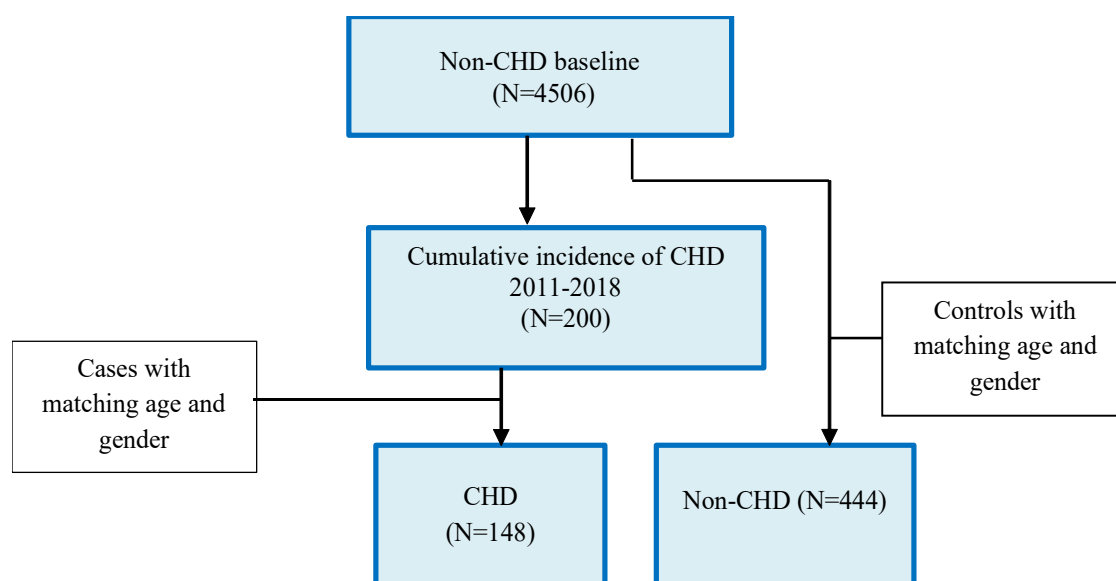 Non-CHD baseline
(N=4506)
Cumulative incidence of CHD
2011-2018
(N=200)
Controls with
matching age and
gender
Cases with
matching age and
gender
CHD
(N=148)
Non-CHD (N=444)